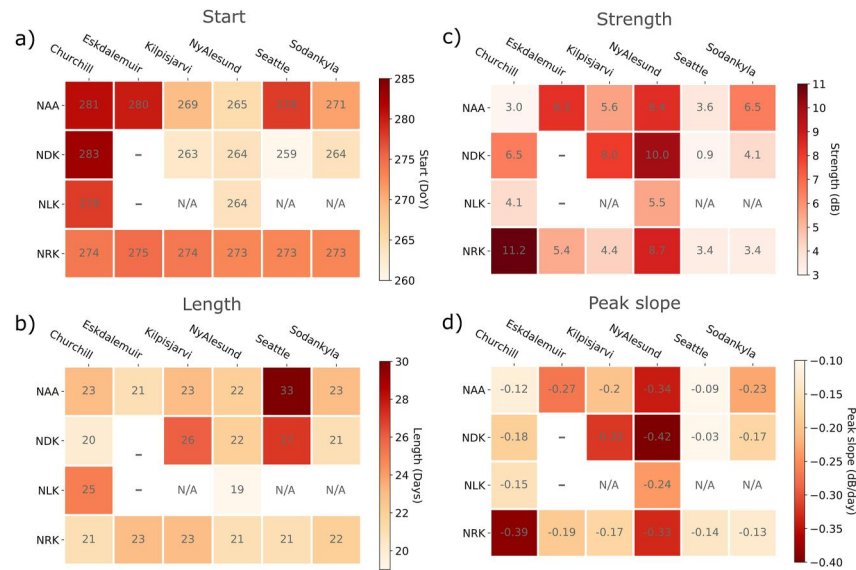 Start
a)
Churchill
Eskdalemuir
Kilpisjarvi
NyAlesund
Seattle
Sodankyla
NAA 281 280 269 265 271
NDK 283 – 263 264 259 264
NLK – N/A 264 N/A N/A
NRK 274 275 274 273 273 273
285
280
275
270
265
260
Start (DoY)
Strength
c)
Churchill
Eskdalemuir
Kilpisjarvi
NyAlesund
Seattle
Sodankyla
NAA 3.0 5.6 3.6 6.5
NDK 6.5 – 8.0 10.0 0.9 4.1
NLK 4.1 – N/A 5.5 N/A N/A
NRK 11.2 5.4 4.4 8.7 3.4 3.4
11
10
9
8
7
6
5
4
3
Strength (dB)
Length
b)
Churchill
Eskdalemuir
Kilpisjarvi
NyAlesund
Seattle
Sodankyla
NAA 23 21 23 22 33 23
NDK 20 – 26 22 21
NLK 25 – N/A 19 N/A N/A
NRK 21 23 23 21 21 22
30
28
26
24
22
20
Length (Days)
Peak slope
d)
Churchill
Eskdalemuir
Kilpisjarvi
NyAlesund
Seattle
Sodankyla
NAA -0.12 -0.27 -0.2 -0.34 -0.09 -0.23
NDK -0.18 – -0.42 -0.03 -0.17
NLK -0.15 – N/A -0.24 N/A N/A
NRK -0.39 -0.19 -0.17 -0.33 -0.14 -0.13
−0.10
−0.15
−0.20
−0.25
−0.30
−0.35
−0.40
Peak slope (dB/day)